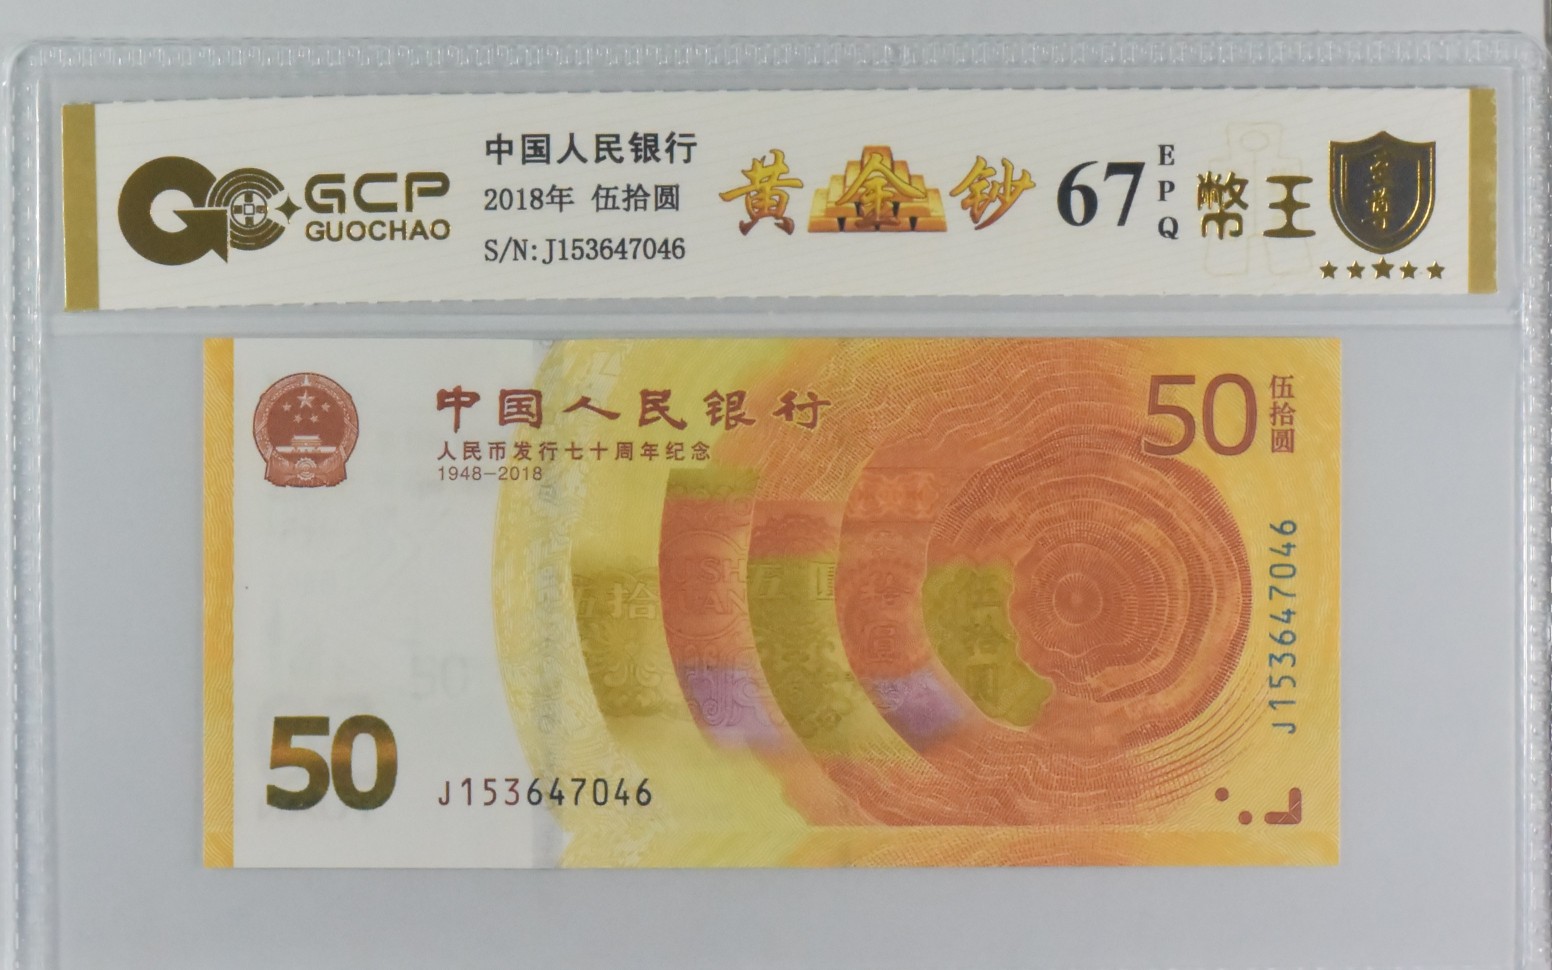 GCP
GUOCHAO
中国人民银行
2018年 伍拾圆
S/N:J153647046
黄金钞
67
EPQ
幣王
中国人民银行
人民币发行七十周年纪念
1948-2018
50
伍拾圆
J153647046
50
J153647046